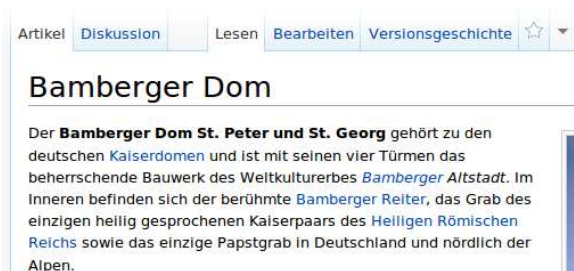 Artikel Diskussion Lesen Bearbeiten Versionsgeschichte
Bamberger Dom
Der Bamberger Dom St. Peter und St. Georg gehört zu den
deutschen Kaiserdomen und ist mit seinen vier Türmen das
beherrschende Bauwerk des Weltkulturerbes Bamberger Altstadt. Im
Inneren befinden sich der berühmte Bamberger Reiter, das Grab des
einzigen heilig gesprochenen Kaiserpaars des Heiligen Römischen
Reichs sowie das einzige Papstgrab in Deutschland und nördlich der
Alpen.